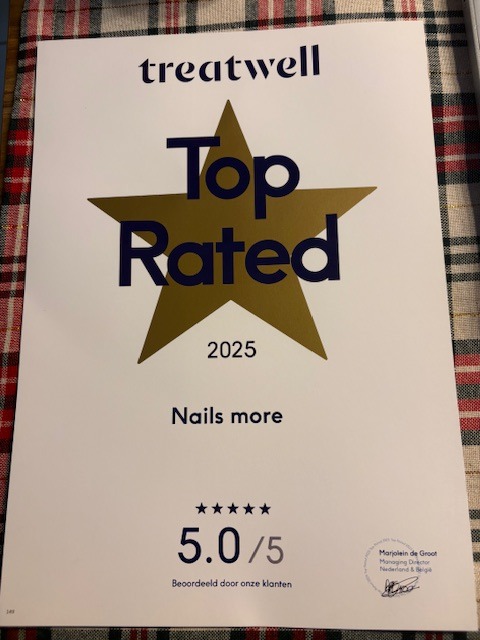 treatwell
Top
Rated
2025
Nails more
★★★★★
5.0/5
Beoordeeld door onze klanten
Marjolein de Groot
Managing Director
Nederland & België